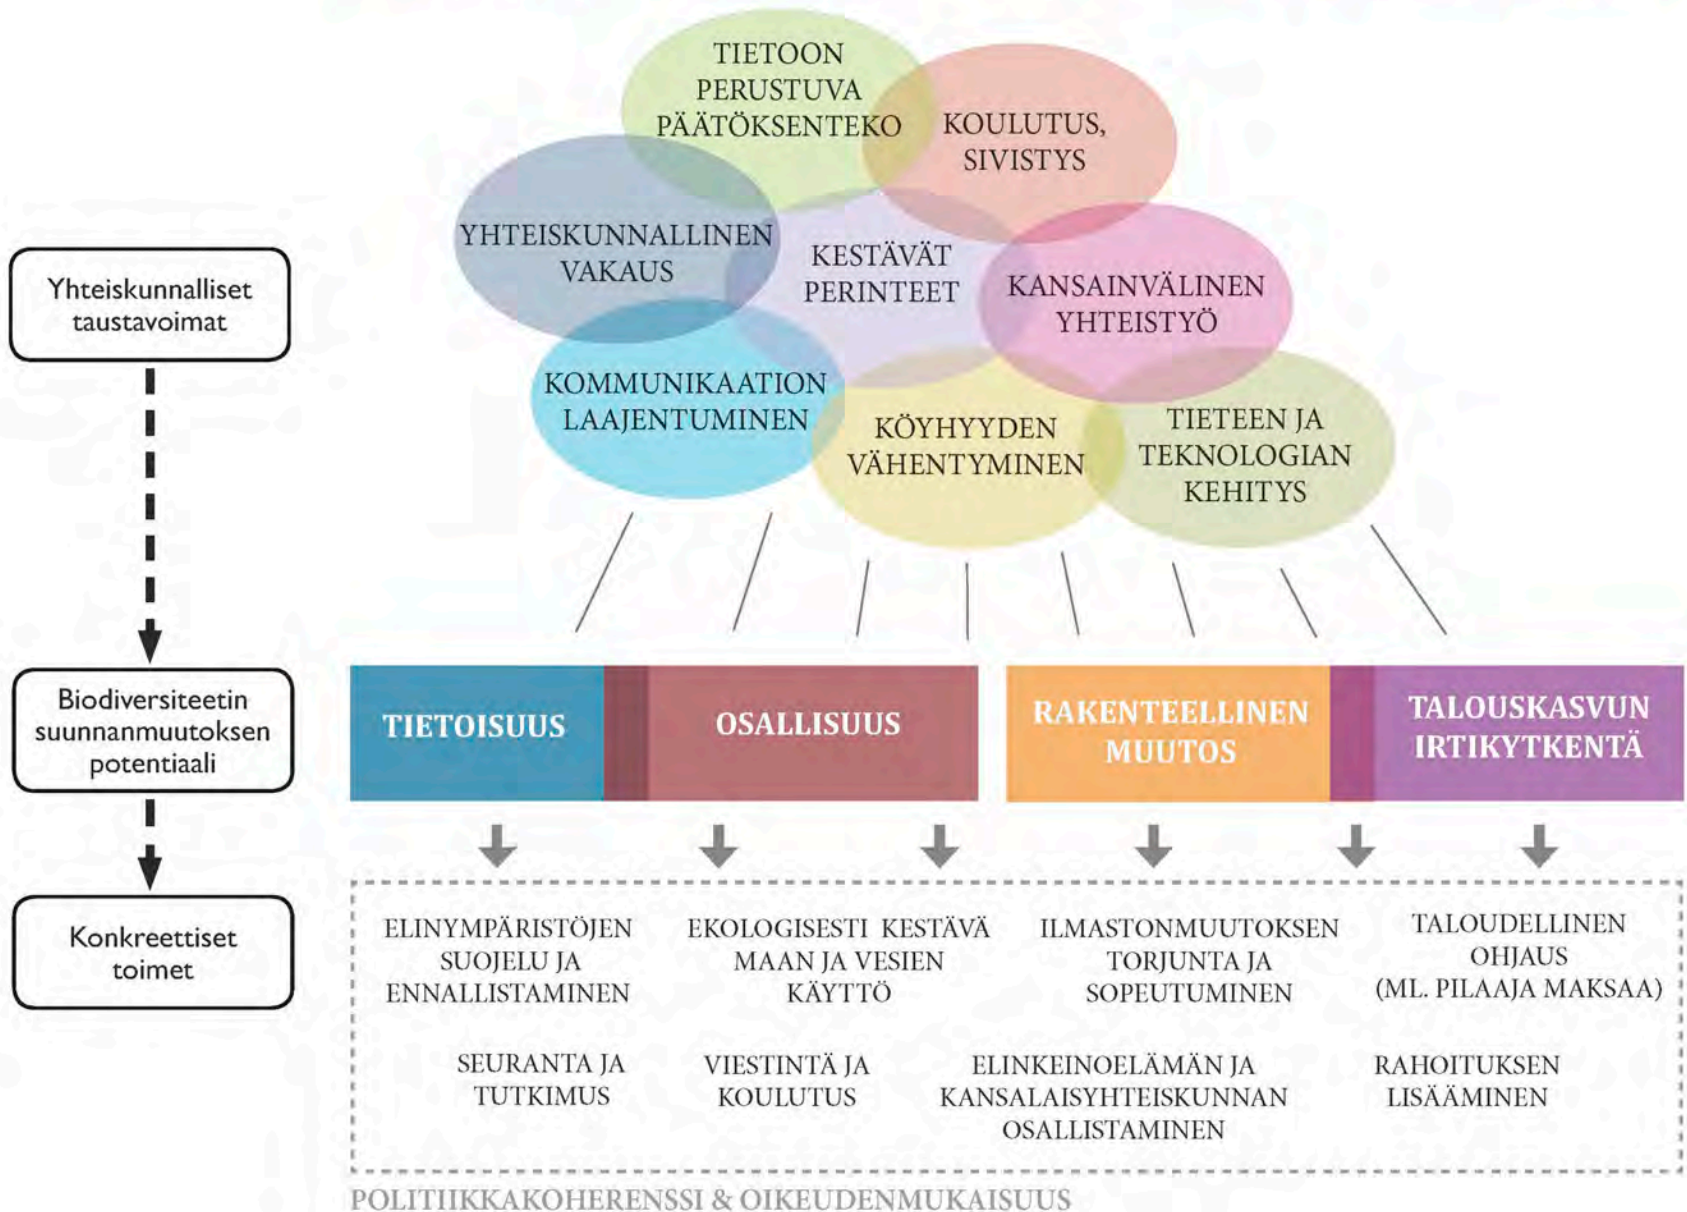 TIETOON
PERUSTUVA
PÄÄTÖKSENTEKO
KOULUTUS,
SIVISTYS
YHTEISKUNNALLINEN
VAKAUS
KESTÄVÄT
PERINTEET
KANSAINVÄLINEN
YHTEISTYÖ
KOMMUNIKAATION
LAAJENTUMINEN
KÖYHYYDEN
VÄHENTYMINEN
TIETEEN JA
TEKNOLOGIAN
KEHITYS
Yhteiskunnalliset
taustavoimat
Biodiversiteetin
suunnanmuutoksen
potentiaali
TIETOISUUS
OSALLISUUS
RAKENTEELLINEN
MUUTOS
TALOUSKASVUN
IRTIKYTKENTÄ
Konkreettiset
toimet
ELINYMPÄRISTÖJEN
SUOJELU JA
ENNALLISTAMINEN
EKOLOGISESTI KESTÄVÄ
MAAN JA VESIEN
KÄYTTÖ
ILMASTONMUUTOKSEN
TORJUNTA JA
SOPEUTUMINEN
TALOUDELLINEN
OHJAUS
(ML. PILAAJA MAKSAA)
SEURANTA JA
TUTKIMUS
VIESTINTÄ JA
KOULUTUS
ELINKEINOELÄMÄN JA
KANSALAISYHTEISKUNNAN
OSALLISTAMINEN
RAHOITUKSEN
LISÄÄMINEN
POLITIIKKAKOHERENSSI & OIKEUDENMUKAISUUS